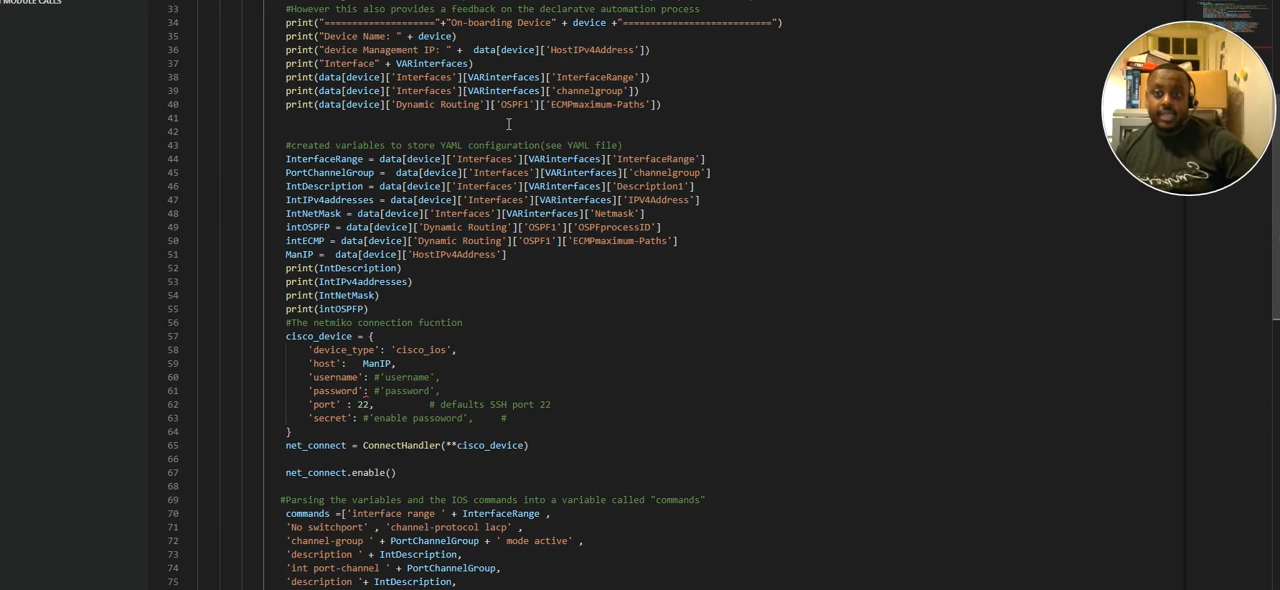 T MODULE CALLS
33 #However this also provides a feedback on the declaratve automation process
34 print("===================="+"On-boarding Device" + device +"===========================")
35 print("Device Name: " + device)
36 print("device Management IP: " +  data[device]['HostIPv4Address'])
37 print("Interface" + VARinterfaces)
38 print(data[device]['Interfaces'][VARinterfaces]['InterfaceRange'])
39 print(data[device]['Interfaces'][VARinterfaces]['channelgroup'])
40 print(data[device]['Dynamic Routing']['OSPF1']['ECMPmaximum-Paths'])
41
42
43 #created variables to store YAML configuration(see YAML file)
44 InterfaceRange = data[device]['Interfaces'][VARinterfaces]['InterfaceRange']
45 PortChannelGroup =  data[device]['Interfaces'][VARinterfaces]['channelgroup']
46 IntDescription = data[device]['Interfaces'][VARinterfaces]['Description1']
47 IntIPv4addresses = data[device]['Interfaces'][VARinterfaces]['IPV4Address']
48 IntNetMask = data[device]['Interfaces'][VARinterfaces]['Netmask']
49 intOSPFP = data[device]['Dynamic Routing']['OSPF1']['OSPFprocessID']
50 intECMP = data[device]['Dynamic Routing']['OSPF1']['ECMPmaximum-Paths']
51 ManIP =  data[device]['HostIPv4Address']
52 print(IntDescription)
53 print(IntIPv4addresses)
54 print(IntNetMask)
55 print(intOSPFP)
56 #The netmiko connection fucntion
57 cisco_device = {
58 'device_type': 'cisco_ios',
59 'host':   ManIP,
60 'username': #'username',
61 'password': #'password',
62 'port' : 22,          # defaults SSH port 22
63 'secret': #'enable passoword',     #
64 }
65 net_connect = ConnectHandler(**cisco_device)
66
67 net_connect.enable()
68
69 #Parsing the variables and the IOS commands into a variable called "commands"
70 commands =['interface range ' + InterfaceRange ,
71 'No switchport' , 'channel-protocol lacp' ,
72 'channel-group ' + PortChannelGroup + ' mode active' ,
73 'description ' + IntDescription,
74 'int port-channel ' + PortChannelGroup,
75 'description '+ IntDescription,